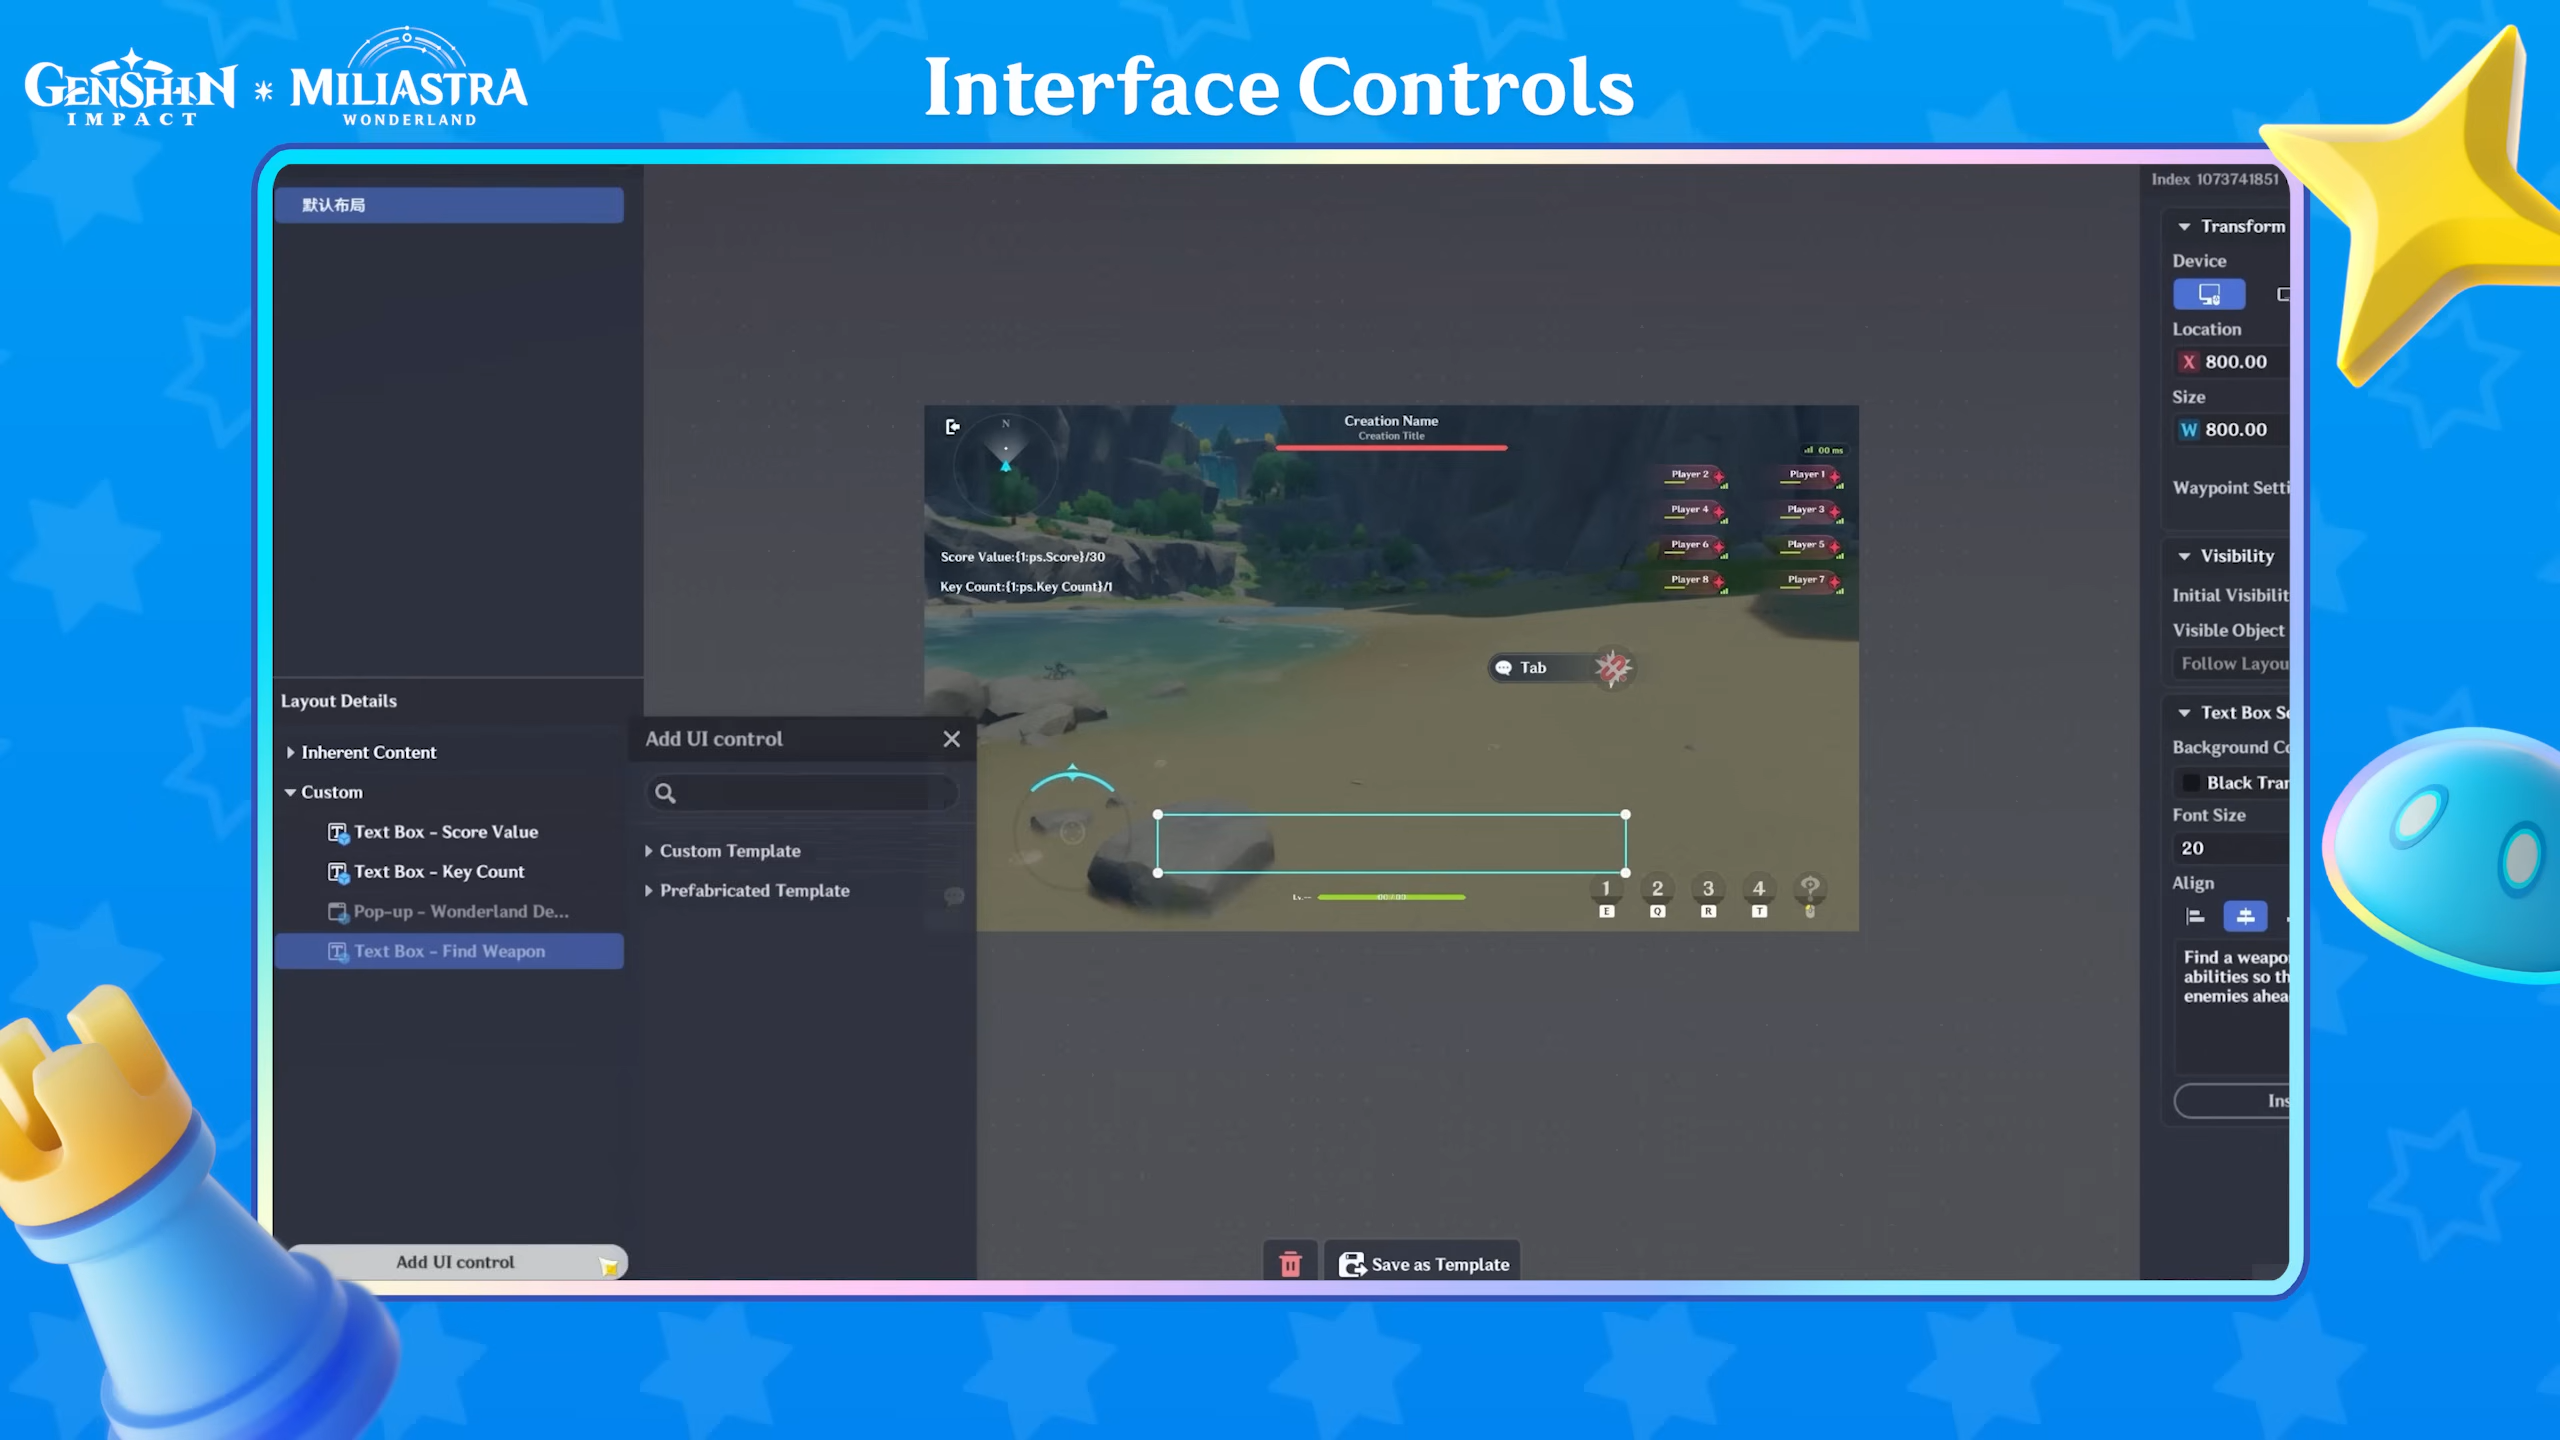 GENSHIN IMPACT * MILIASTRA WONDERLAND
Interface Controls
默认布局
Layout Details
Inherent Content
Custom
Text Box – Score Value
Text Box – Key Count
Pop-up – Wonderland De...
Text Box – Find Weapon
Add UI control
Add UI control
Custom Template
Prefabricated Template
N
Creation Name
Creation Title
00 ms
Player 2
Player 1
Player 4
Player 3
Player 6
Player 5
Player 8
Player 7
Score Value:{1:ps.Score}/30
Key Count:{1:ps.Key Count}/1
Tab
1 2 3 4
E Q R T
Save as Template
Index 1073741851
Transform
Device
Location
X 800.00
Size
W 800.00
Waypoint Setti
Visibility
Initial Visibilit
Visible Object
Follow Layou
Text Box Se
Background Co
Black Tran
Font Size
20
Align
Find a weapo
abilities so th
enemies ahea
Ins